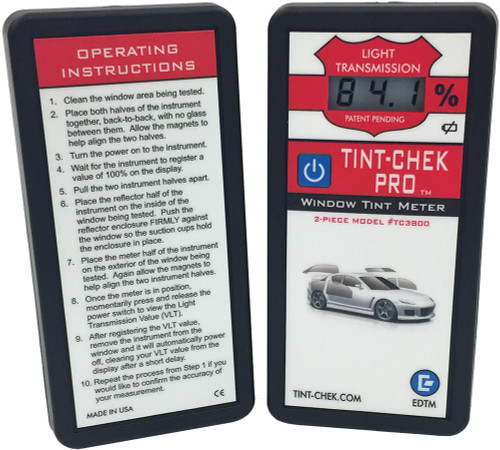 OPERATING
INSTRUCTIONS
1. Clean the window area being tested.
2. Place both halves of the instrument
together, back-to-back, with no glass
between them. Allow the magnets to
help align the two halves.
3. Turn the power on to the instrument.
4. Wait for the instrument to register a
value of 100% on the display.
5. Pull the two instrument halves apart.
6. Place the reflector half of the
instrument on the inside of the
window being tested. Push the
reflector enclosure FIRMLY against
the window so the suction cups hold
the enclosure in place.
7. Place the meter half of the instrument
on the exterior of the window being
tested. Again allow the magnets to
help align the two instrument halves.
8. Once the meter is in position,
momentarily press and release the
power switch to view the Light
Transmission Value (VLT).
9. After registering the VLT value,
remove the instrument from the
window and it will automatically power
off, clearing your VLT value from the
display after a short delay.
10. Repeat the process from Step 1 if you
would like to confirm the accuracy of
your measurement.
MADE IN USA
CE
LIGHT
TRANSMISSION
84.1 %
PATENT PENDING
TINT-CHEK
PRO™
WINDOW TINT METER
2-PIECE MODEL #TC3800
TINT-CHEK.COM
E
EDTM